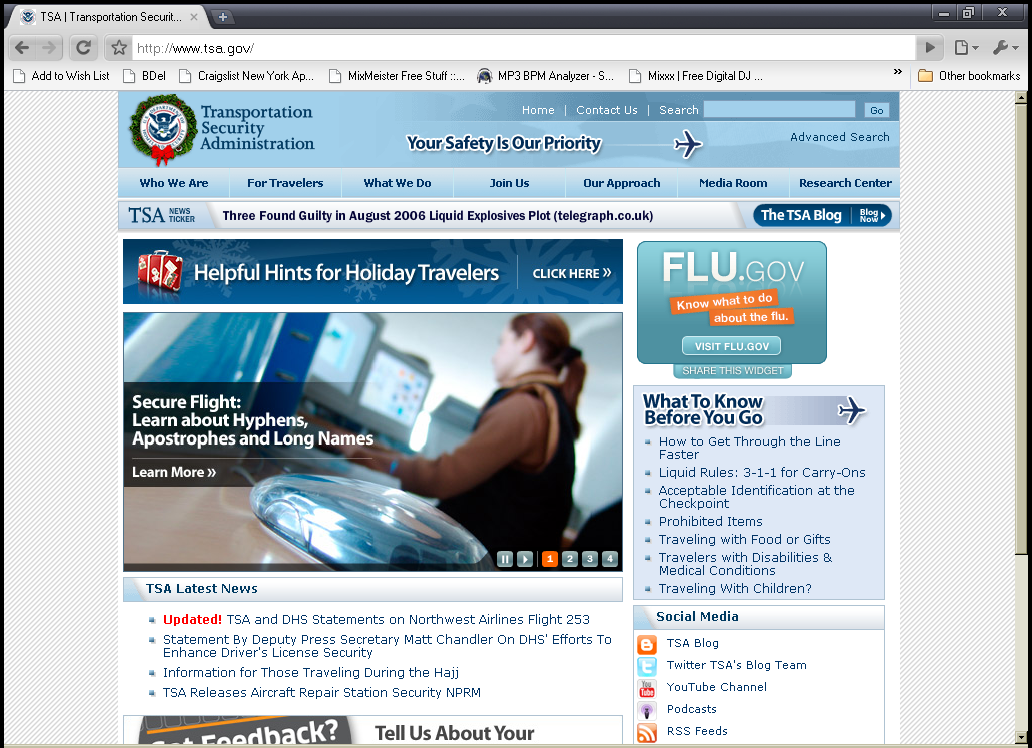 TSA | Transportation Securit...
http://www.tsa.gov/
Add to Wish List
BDel
Craigslist New York Ap...
MixMeister Free Stuff ::...
MP3 BPM Analyzer - S...
Mixxx | Free Digital DJ ...
»
Other bookmarks
Transportation
Security
Administration
Home | Contact Us | Search
Go
Your Safety Is Our Priority
Advanced Search
Who We Are
For Travelers
What We Do
Join Us
Our Approach
Media Room
Research Center
TSA NEWS TICKER
Three Found Guilty in August 2006 Liquid Explosives Plot (telegraph.co.uk)
The TSA Blog
Blog Now
Helpful Hints for Holiday Travelers
CLICK HERE »
FLU.GOV
Know what to do
about the flu.
VISIT FLU.GOV
SHARE THIS WIDGET
Secure Flight:
Learn about Hyphens,
Apostrophes and Long Names
Learn More »
1 2 3 4
What To Know
Before You Go
How to Get Through the Line
Faster
Liquid Rules: 3-1-1 for Carry-Ons
Acceptable Identification at the
Checkpoint
Prohibited Items
Traveling with Food or Gifts
Travelers with Disabilities &
Medical Conditions
Traveling With Children?
TSA Latest News
Updated! TSA and DHS Statements on Northwest Airlines Flight 253
Statement By Deputy Press Secretary Matt Chandler On DHS' Efforts To
Enhance Driver's License Security
Information for Those Traveling During the Hajj
TSA Releases Aircraft Repair Station Security NPRM
Social Media
TSA Blog
Twitter TSA's Blog Team
YouTube Channel
Podcasts
RSS Feeds
Got Feedback?
Tell Us About Your